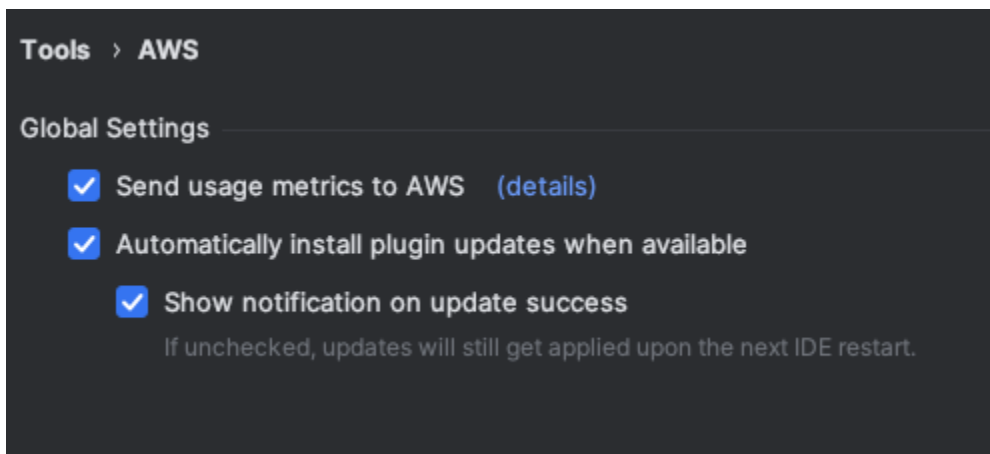 Tools › AWS
Global Settings
Send usage metrics to AWS (details)
Automatically install plugin updates when available
Show notification on update success
If unchecked, updates will still get applied upon the next IDE restart.